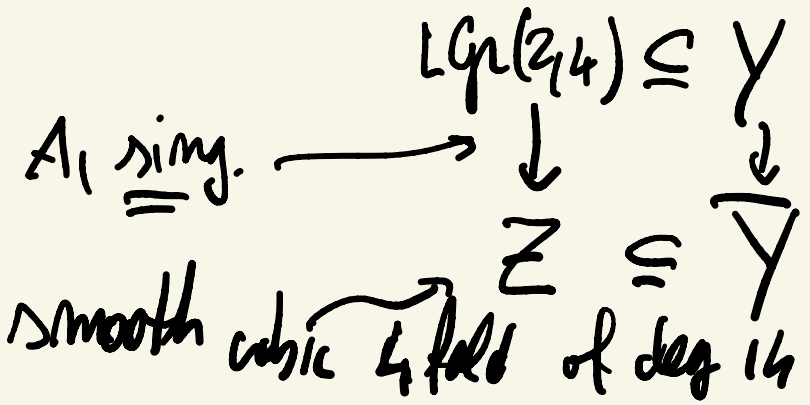 LGr(2,4) ⊆ Y
A₁ sing. → ↓ ↓
Z ⊆ Y̅
smooth cubic 4fold of deg 14